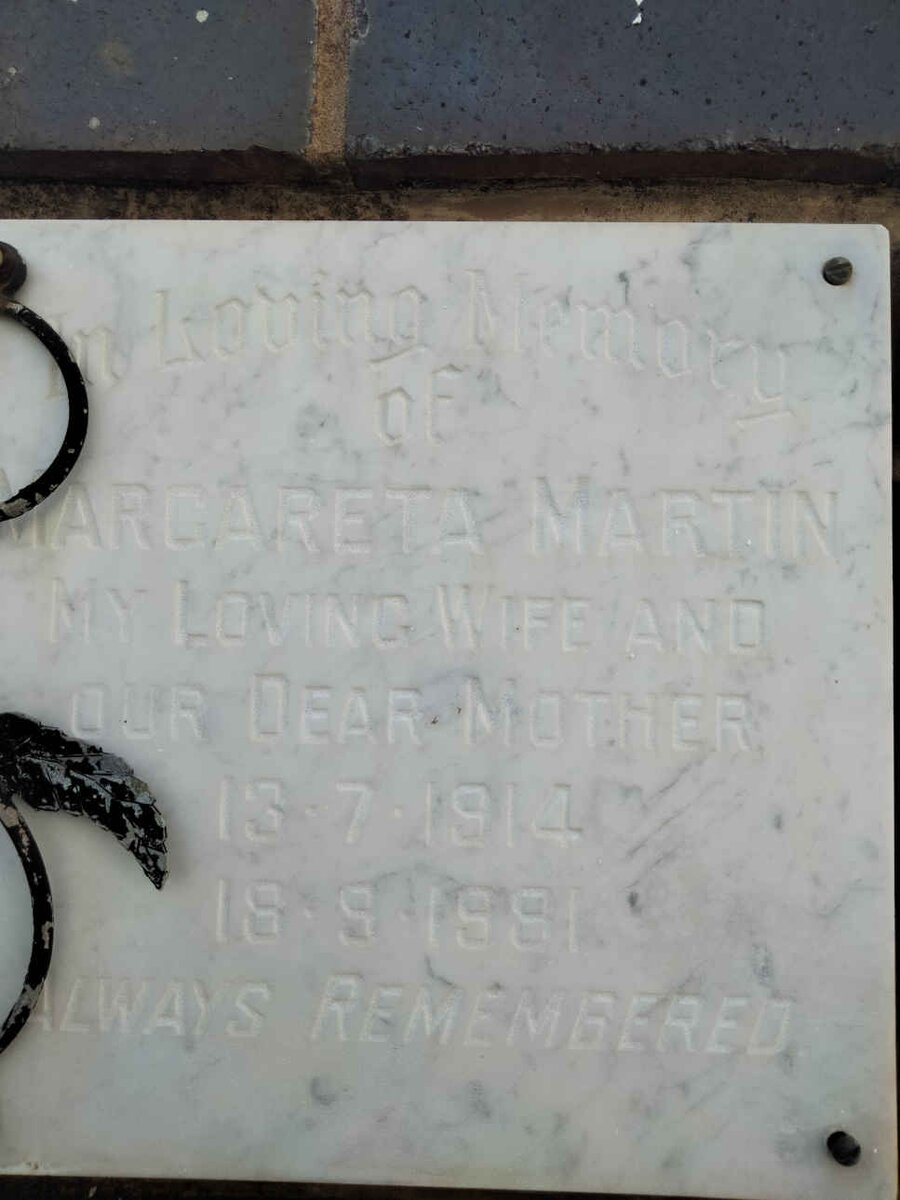 In Loving Memory
of
MARGARETA MARTIN
MY LOVING WIFE AND
OUR DEAR MOTHER
13·7·1914
18·9·1981
ALWAYS REMEMBERED.